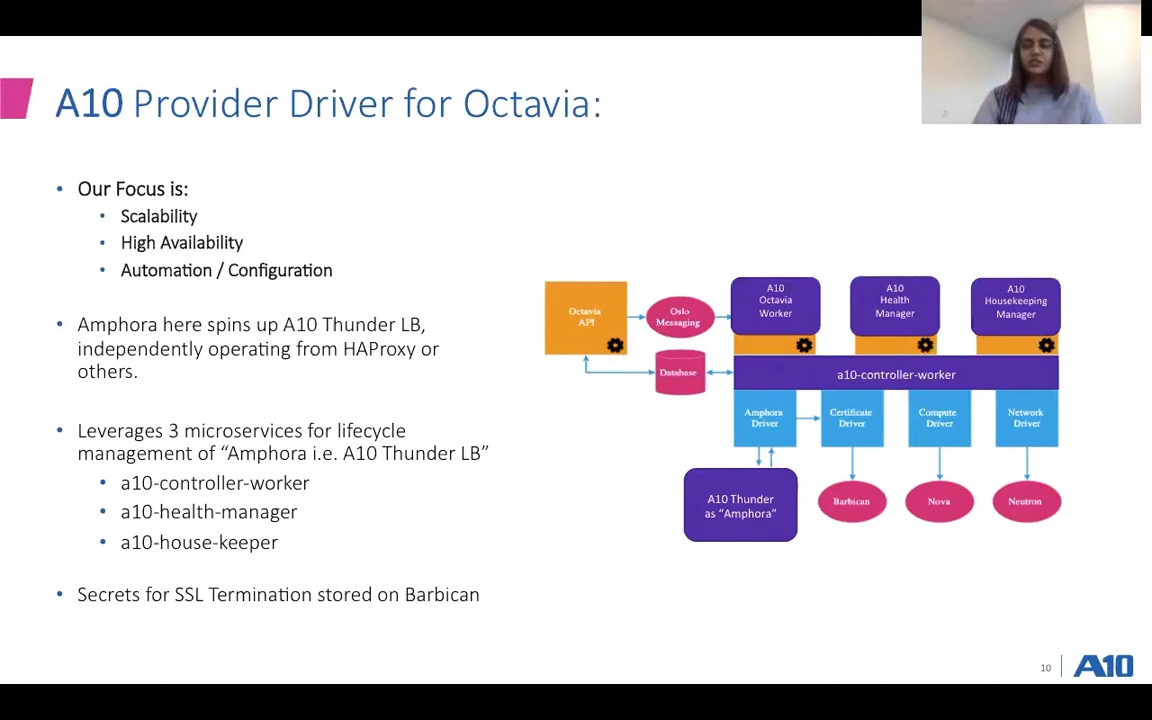 A10 Provider Driver for Octavia:
• Our Focus is:
• Scalability
• High Availability
• Automation / Configuration
• Amphora here spins up A10 Thunder LB,
independently operating from HAProxy or
others.
• Leverages 3 microservices for lifecycle
management of “Amphora i.e. A10 Thunder LB”
• a10-controller-worker
• a10-health-manager
• a10-house-keeper
• Secrets for SSL Termination stored on Barbican
Octavia
API
Oslo
Messaging
Database
A10
Octavia
Worker
A10
Health
Manager
A10
Housekeeping
Manager
a10-controller-worker
Amphora
Driver
Certificate
Driver
Compute
Driver
Network
Driver
A10 Thunder
as “Amphora”
Barbican
Nova
Neutron
10
A10